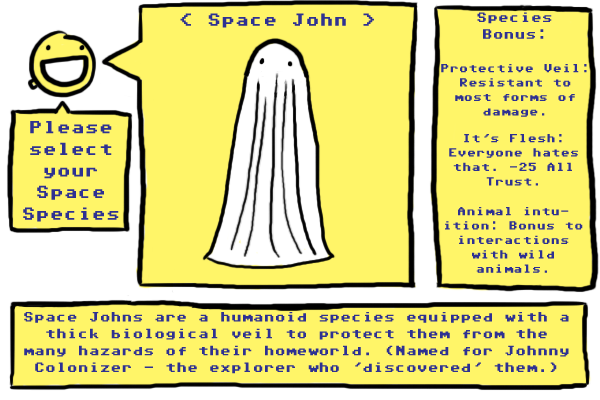 < Space John >
Please
select
your
Space
Species
Species
Bonus:
Protective Veil:
Resistant to
most forms of
damage.
It's Flesh:
Everyone hates
that. -25 All
Trust.
Animal intu-
ition: Bonus to
interactions
with wild
animals.
Space Johns are a humanoid species equipped with a
thick biological veil to protect them from the
many hazards of their homeworld. (Named for Johnny
Colonizer - the explorer who 'discovered' them.)